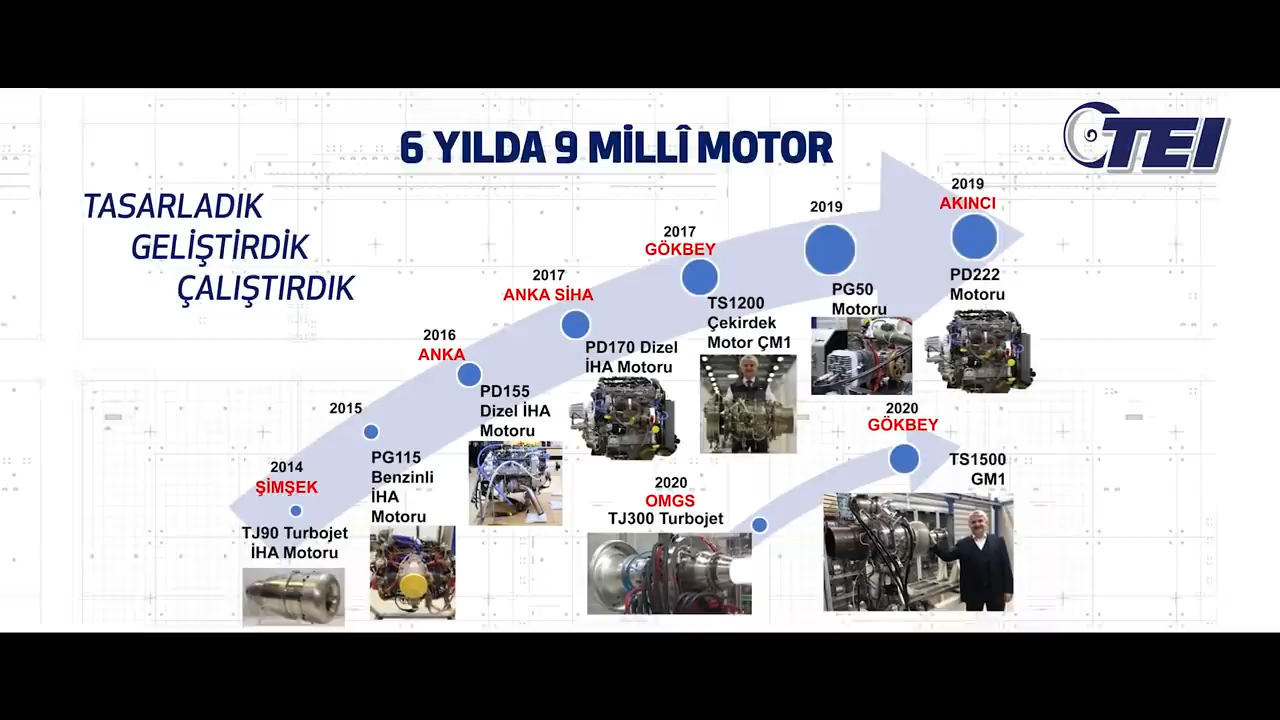 6 YILDA 9 MİLLÎ MOTOR
TEI
TASARLADIK
GELİŞTİRDİK
ÇALIŞTIRDIK
2014
ŞİMŞEK
TJ90 Turbojet
İHA Motoru
2015
PG115
Benzinli
İHA
Motoru
2016
ANKA
PD155
Dizel İHA
Motoru
2017
ANKA SİHA
PD170 Dizel
İHA Motoru
2017
GÖKBEY
TS1200
Çekirdek
Motor ÇM1
2019
PG50
Motoru
2019
AKINCI
PD222
Motoru
2020
OMGS
TJ300 Turbojet
2020
GÖKBEY
TS1500
GM1